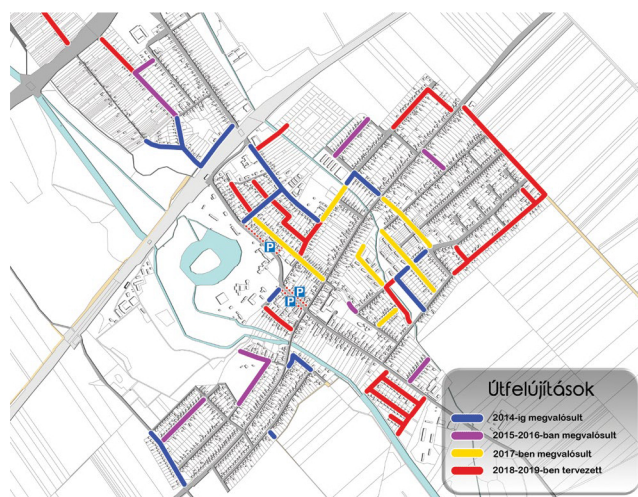 P
P
P
Útfelújítások
2014-ig megvalósult
2015-2016-ban megvalósult
2017-ben megvalósult
2018-2019-ben tervezett